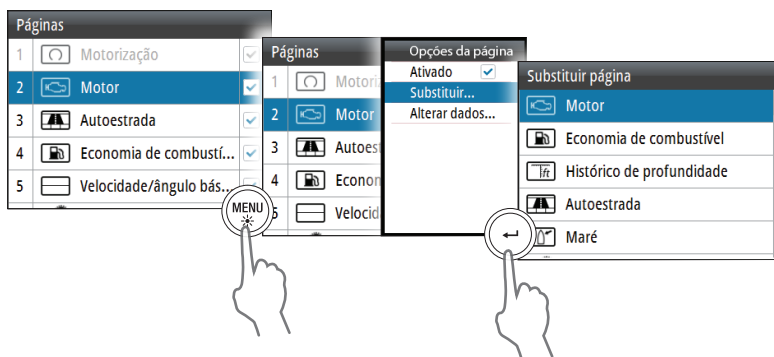 Páginas
1 Motorização
2 Motor
3 Autoestrada
4 Economia de combustí...
5 Velocidade/ângulo bás...
MENU
Páginas
1 Motori
2 Motor
3 Autoest
4 Econon
5 Velocid
Opções da página
Ativado
Substituir...
Alterar dados...
Substituir página
Motor
Economia de combustível
ft Histórico de profundidade
Autoestrada
Maré